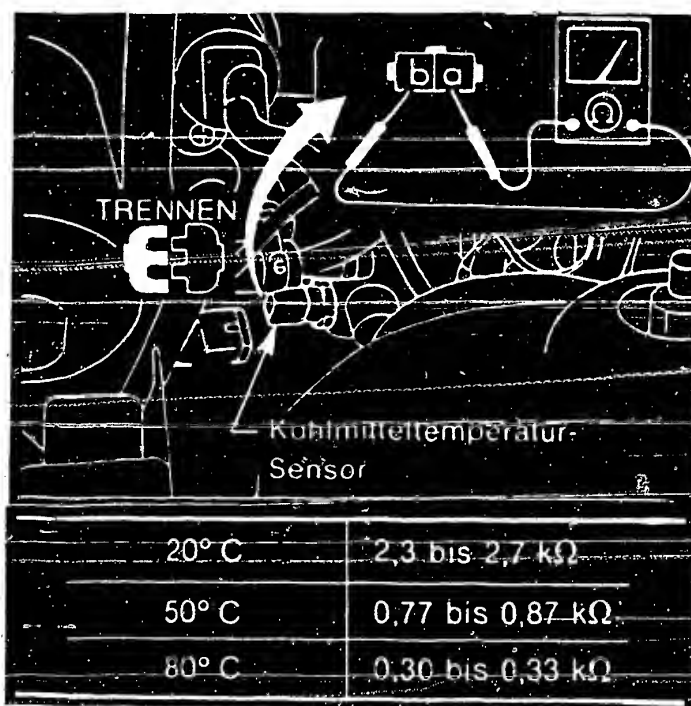 b a
Ω
TRENNEN
6
Kühlmitteltemperatur-
Sensor
20° C 2,3 bis 2,7 kΩ
50° C 0,77 bis 0,87 kΩ
80° C 0,30 bis 0,33 kΩ